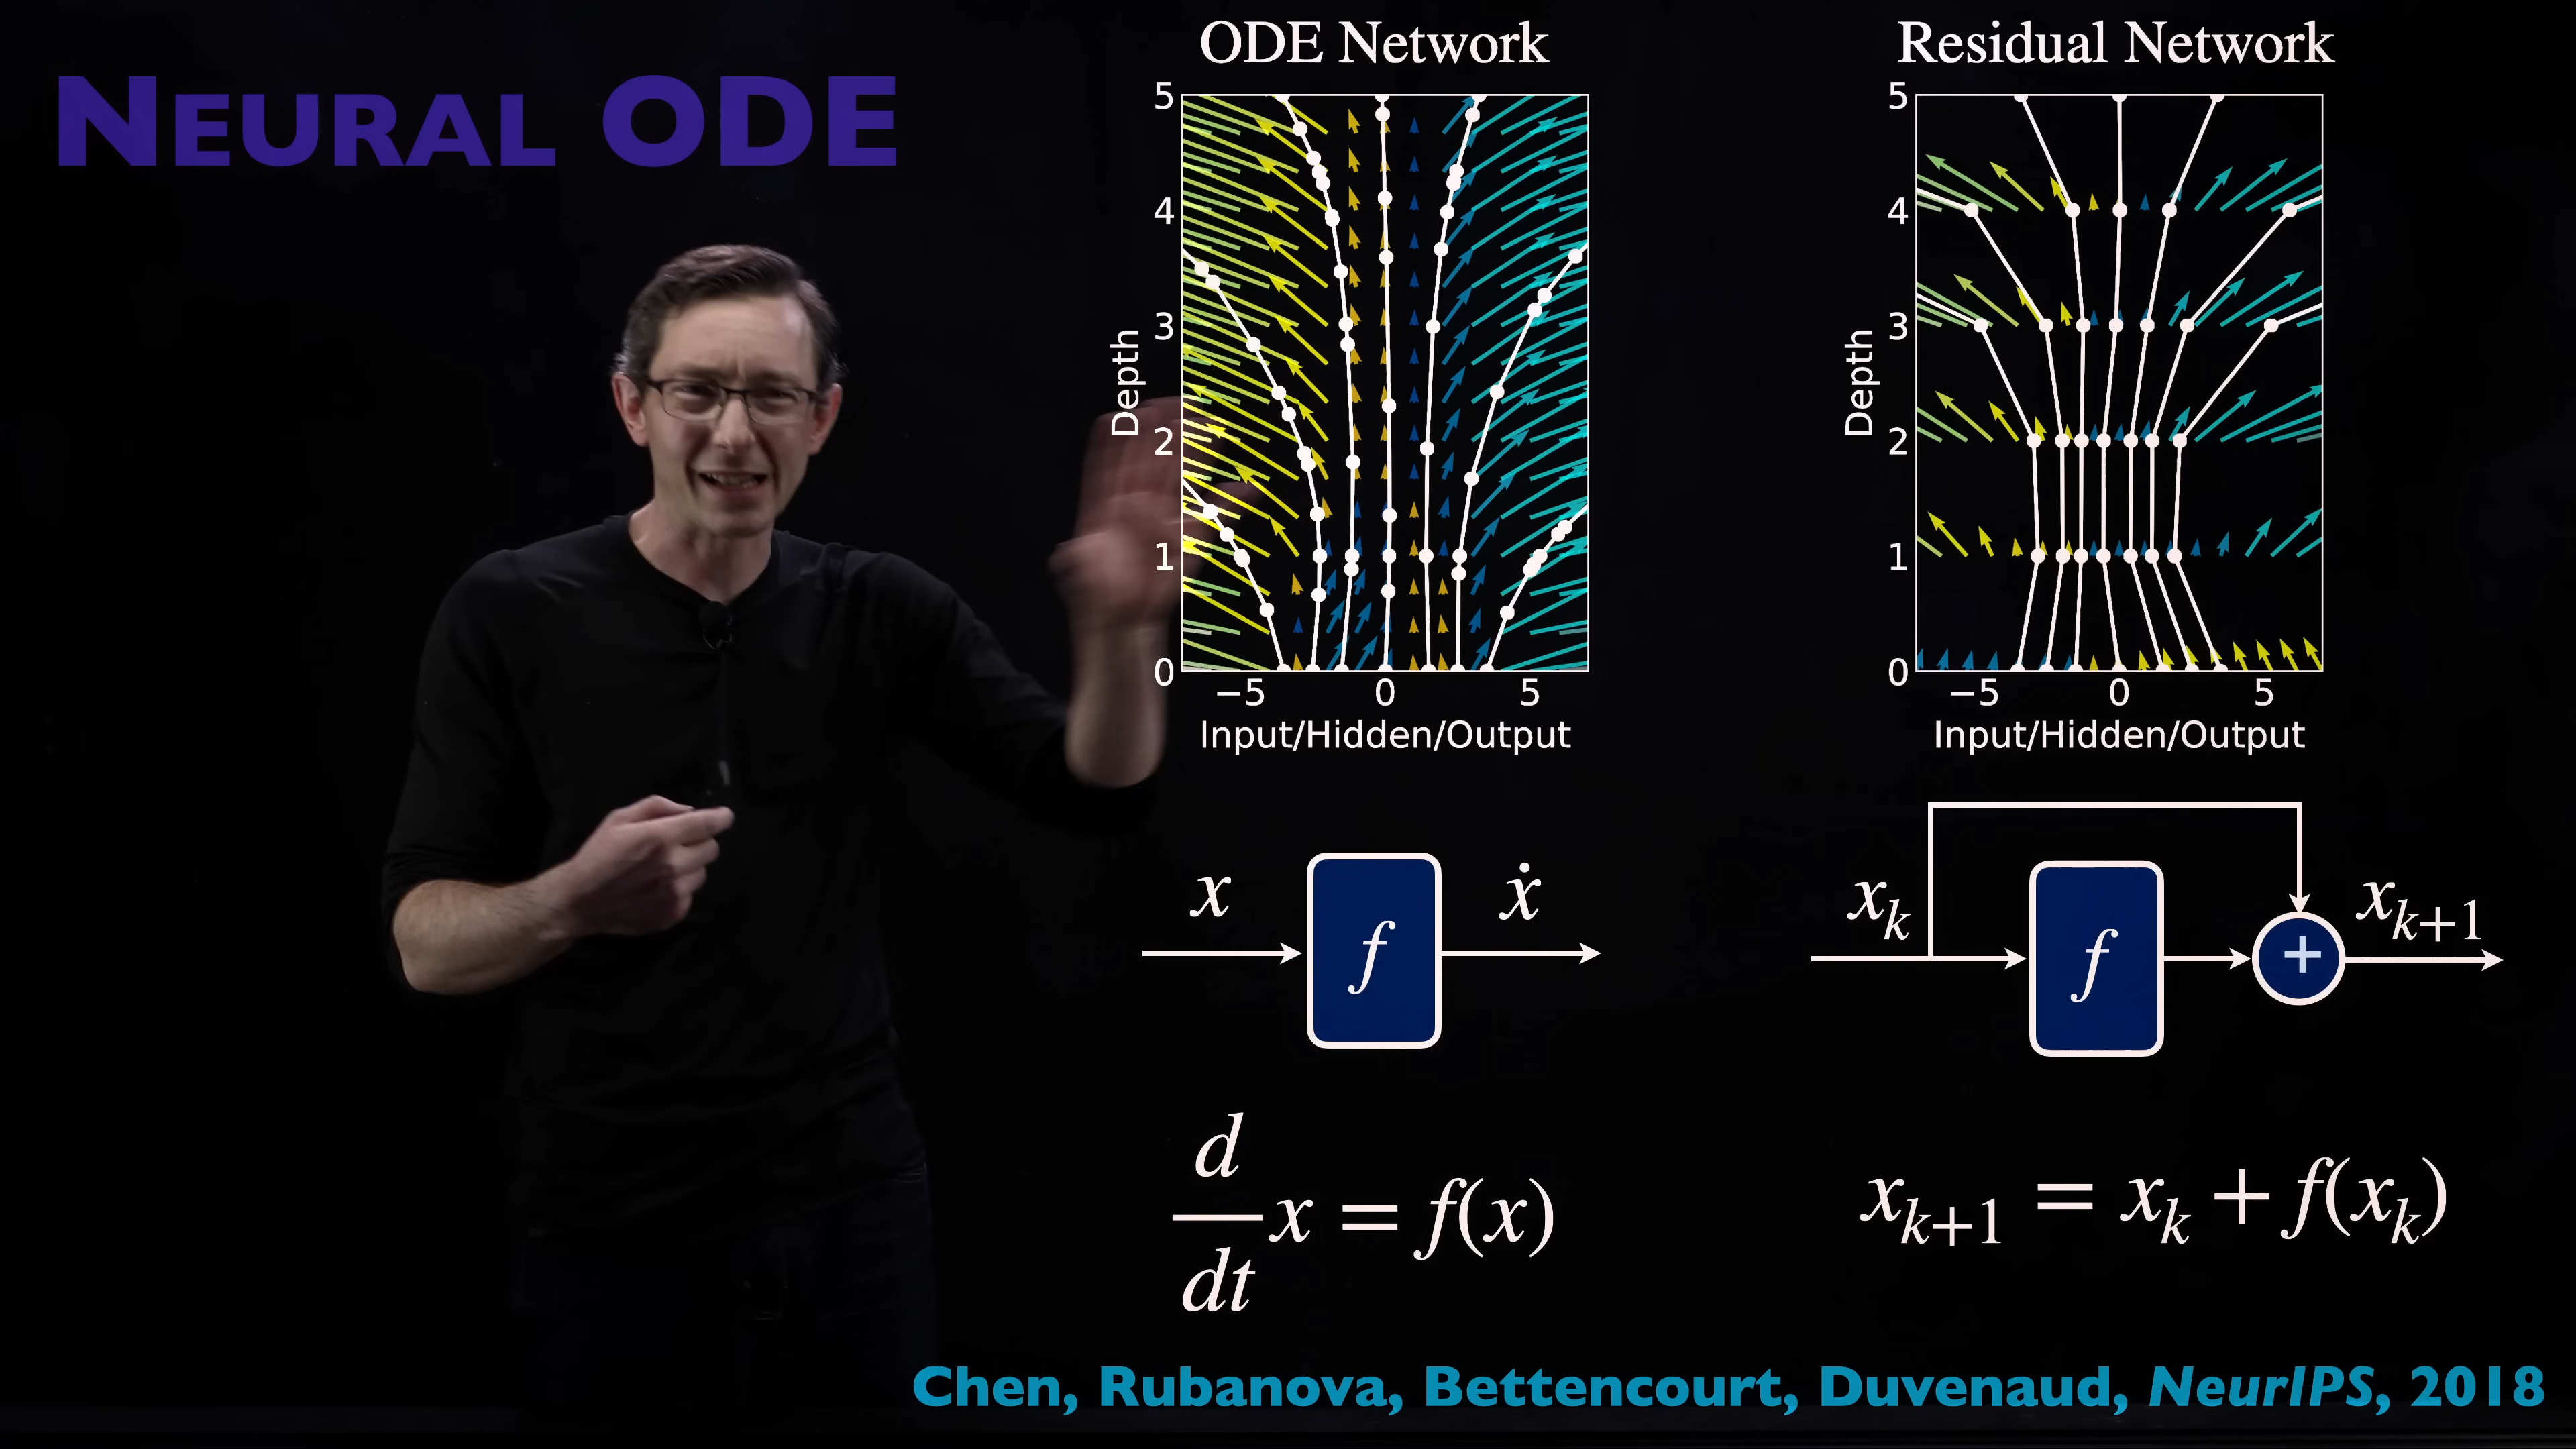 NEURAL ODE
ODE Network
5
4
3
2
1
0
Depth
−5 0 5
Input/Hidden/Output
Residual Network
5
4
3
2
1
0
Depth
−5 0 5
Input/Hidden/Output
x f ẋ
x_k f + x_{k+1}
d/dt x = f(x)
x_{k+1} = x_k + f(x_k)
Chen, Rubanova, Bettencourt, Duvenaud, NeurIPS, 2018